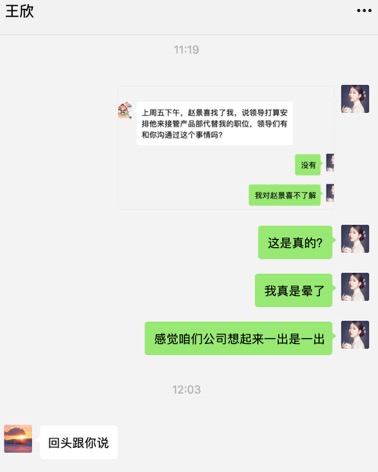 王欣
11:19
上周五下午，赵景喜找了我，说领导打算安
排他来接管产品部代替我的职位，领导们有
和你沟通过这个事情吗？
没有
我对赵景喜不了解
这是真的?
我真是晕了
感觉咱们公司想起来一出是一出
12:03
回头跟你说